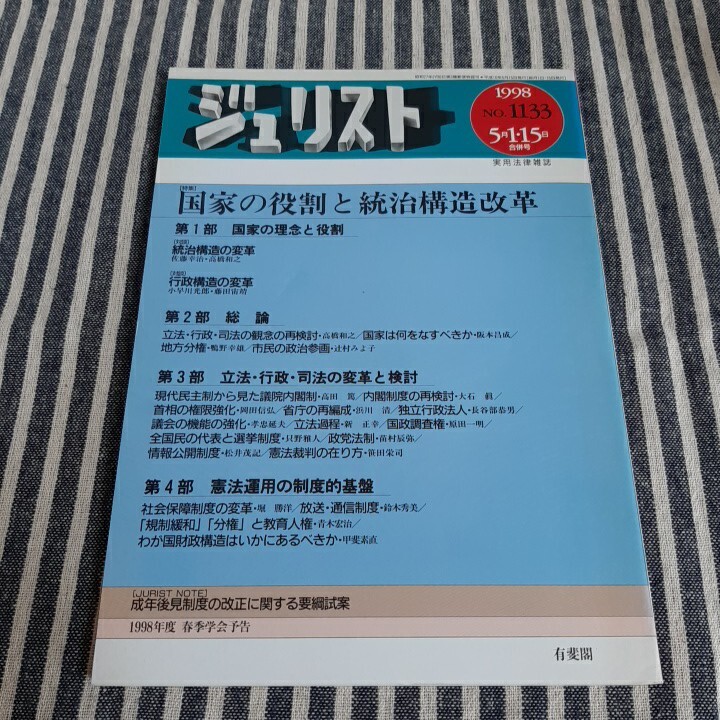 ジュリスト
1998
NO.1133
5月1・15日
合併号
実用法律雑誌
[特集]
国家の役割と統治構造改革
第1部 国家の理念と役割
[対談]
統治構造の変革
佐藤幸治・高橋和之
[対談]
行政構造の変革
小早川光郎・藤田宙靖
第2部 総論
立法・行政・司法の観念の再検討・高橋和之/国家は何をなすべきか・阪本昌成/
地方分権・鴨野幸雄/市民の政治参画・辻村みよ子
第3部 立法・行政・司法の変革と検討
現代民主制から見た議院内閣制・高田 篤/内閣制度の再検討・大石 眞/
首相の権限強化・岡田信弘/省庁の再編成・浜川 清/独立行政法人・長谷部恭男/
議会の機能の強化・孝忠延夫/立法過程・新 正幸/国政調査権・原田一明/
全国民の代表と選挙制度・只野雅人/政党法制・苗村辰弥/
情報公開制度・松井茂記/憲法裁判の在り方・笹田栄司
第4部 憲法運用の制度的基盤
社会保障制度の変革・堀 勝洋/放送・通信制度・鈴木秀美/
「規制緩和」「分権」と教育人権・青木宏治/
わが国財政構造はいかにあるべきか・甲斐素直
[JURIST NOTE]
成年後見制度の改正に関する要綱試案
1998年度 春季学会予告
有斐閣